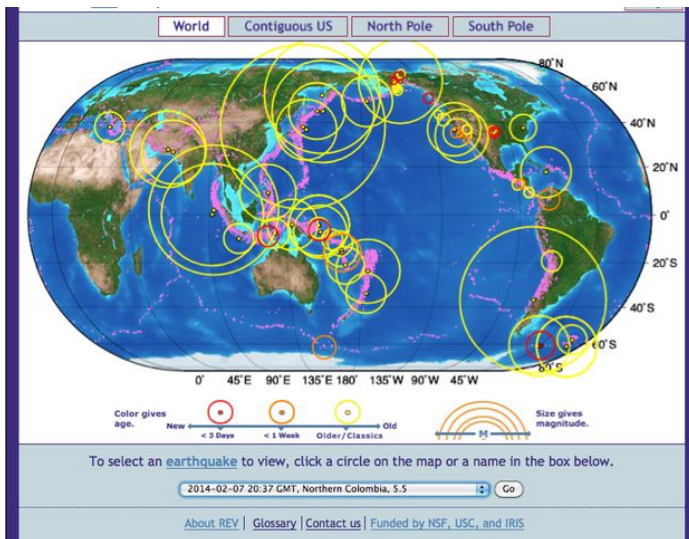 World Contiguous US North Pole South Pole
80°N
60°N
40°N
20°N
0°
20°S
40°S
60°S
80°S
0° 45°E 90°E 135°E 180° 135°W 90°W 45°W
Color gives age. New < 3 Days < 1 Week Older/Classics Old M Size gives magnitude.
To select an earthquake to view, click a circle on the map or a name in the box below.
2014-02-07 20:37 GMT, Northern Colombia, 5.5 Go
About REV | Glossary | Contact us | Funded by NSF, USC, and IRIS